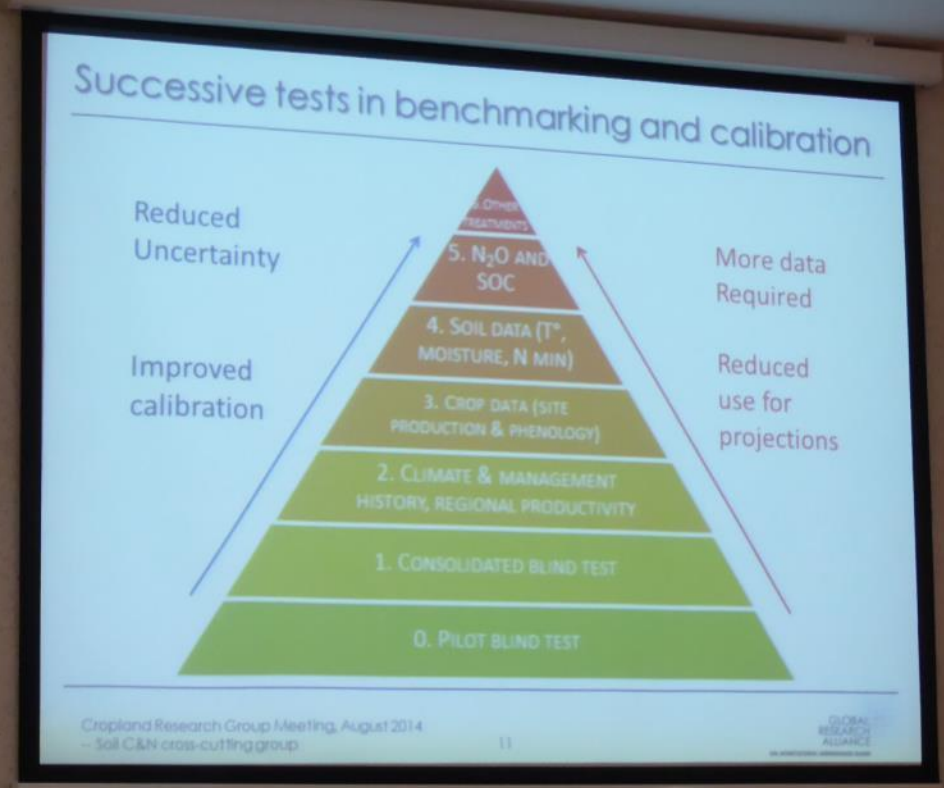 Successive tests in benchmarking and calibration
Reduced
Uncertainty
Improved
calibration
OTHER
TREATMENTS
5. N₂O AND
SOC
4. SOIL DATA (T°,
MOISTURE, N MIN)
3. CROP DATA (SITE
PRODUCTION & PHENOLOGY)
2. CLIMATE & MANAGEMENT
HISTORY, REGIONAL PRODUCTIVITY
1. CONSOLIDATED BLIND TEST
0. PILOT BLIND TEST
More data
Required
Reduced
use for
projections
Cropland Research Group Meeting, August 2014
-- Soil C&N cross-cutting group
11
GLOBAL
RESEARCH
ALLIANCE